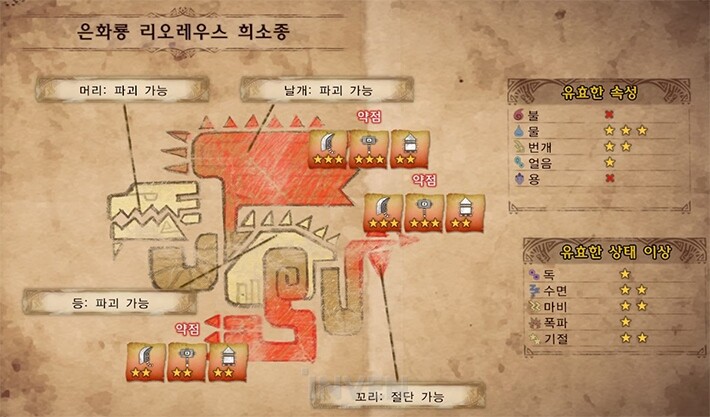 은화룡 리오레우스 희소종
머리: 파괴 가능
날개: 파괴 가능
약점
약점
등: 파괴 가능
약점
꼬리: 절단 가능
유효한 속성
불
물
번개
얼음
용
유효한 상태 이상
독
수면
마비
폭파
기절
INVEN